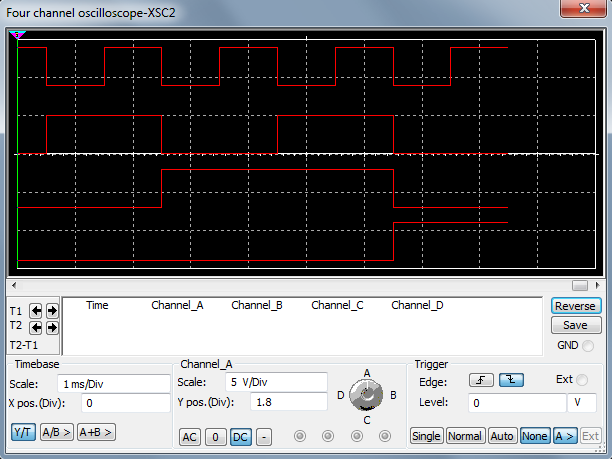 Four channel oscilloscope-XSC2
T1
T2
T2-T1
Time Channel_A Channel_B Channel_C Channel_D
Reverse
Save
GND
Timebase
Scale: 1 ms/Div
X pos.(Div): 0
Y/T A/B > A+B >
Channel_A
Scale: 5 V/Div
Y pos.(Div): 1.8
AC 0 DC -
A
D B
C
Trigger
Edge: Ext
Level: 0 V
Single Normal Auto None A > Ext